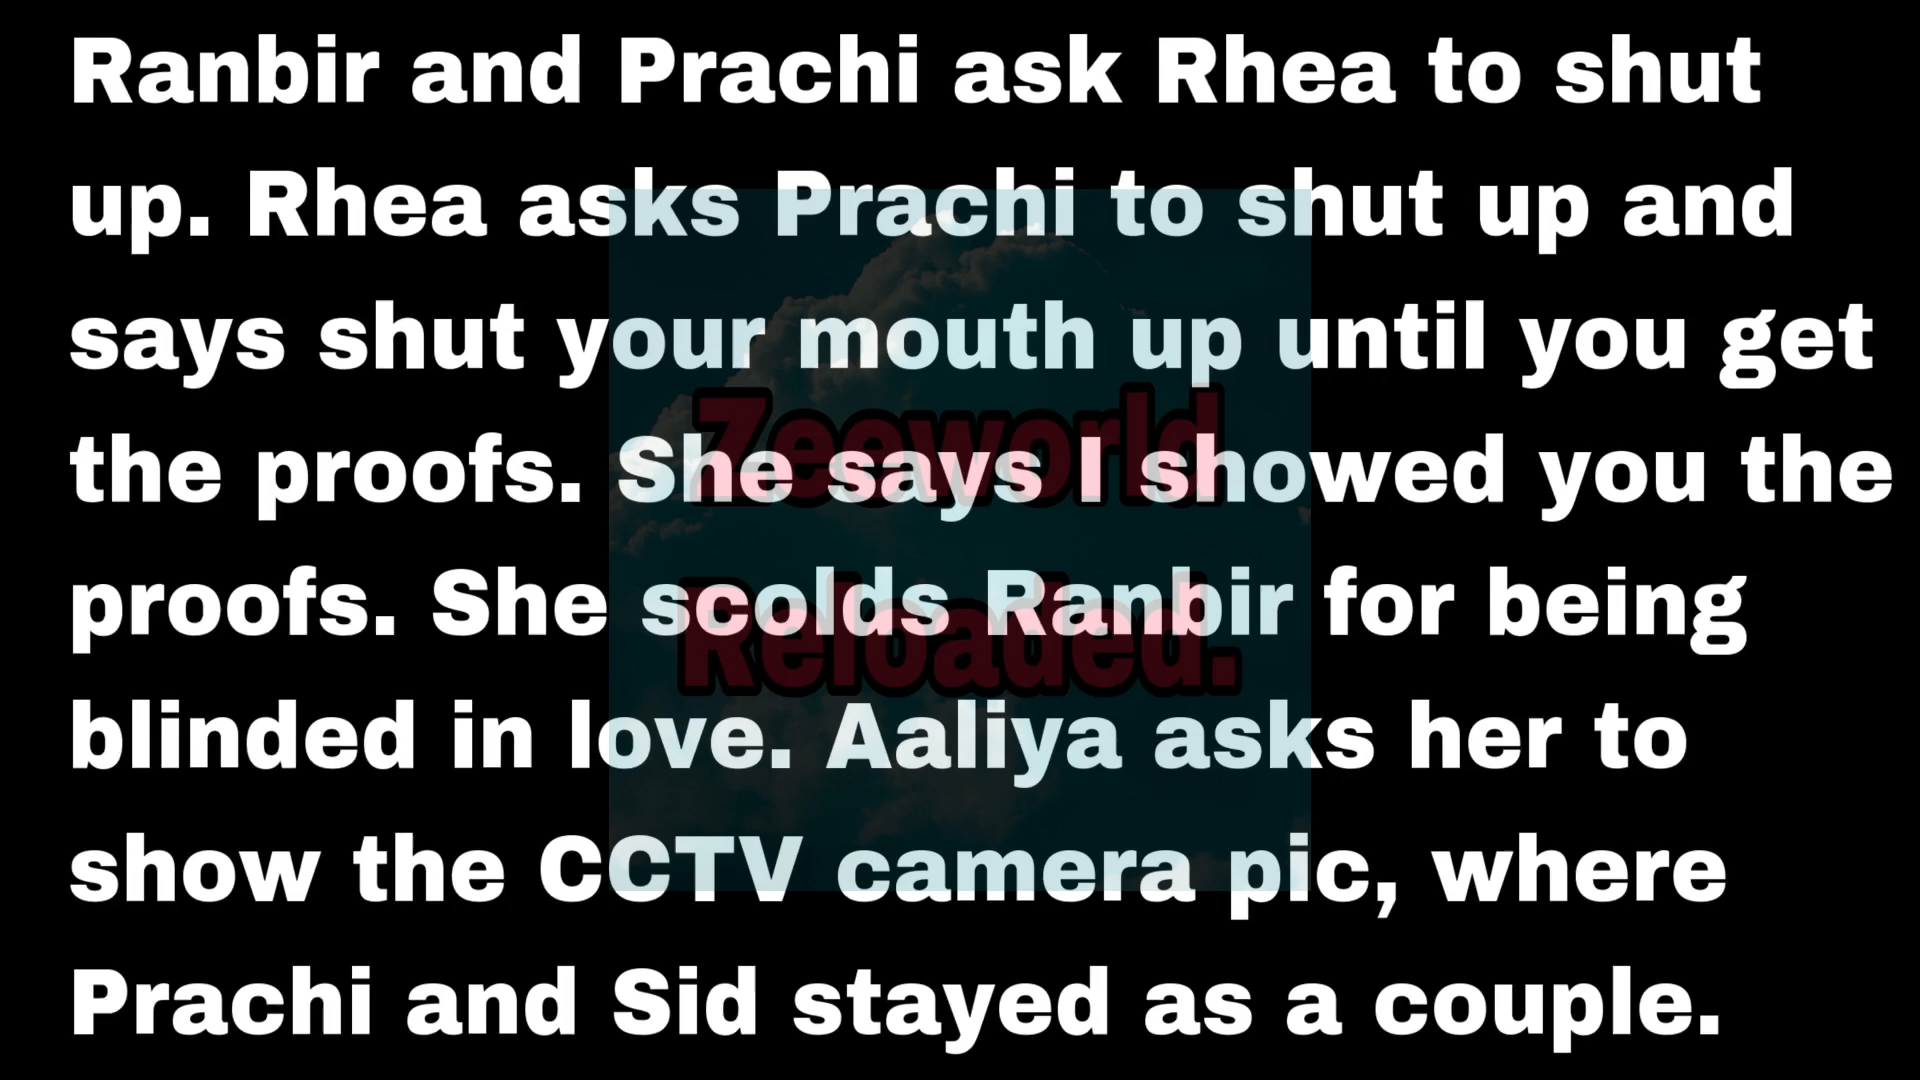 Ranbir and Prachi ask Rhea to shut
up. Rhea asks Prachi to shut up and
says shut your mouth up until you get
the proofs. She says I showed you the
proofs. She scolds Ranbir for being
blinded in love. Aaliya asks her to
show the CCTV camera pic, where
Prachi and Sid stayed as a couple.
Zeeworld
Reloaded.